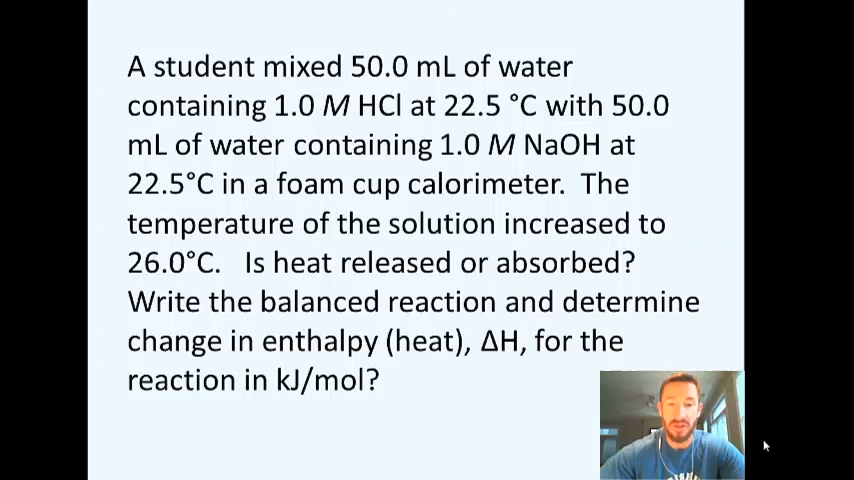 A student mixed 50.0 mL of water
containing 1.0 M HCl at 22.5 °C with 50.0
mL of water containing 1.0 M NaOH at
22.5°C in a foam cup calorimeter.  The
temperature of the solution increased to
26.0°C.   Is heat released or absorbed?
Write the balanced reaction and determine
change in enthalpy (heat), ΔH, for the
reaction in kJ/mol?